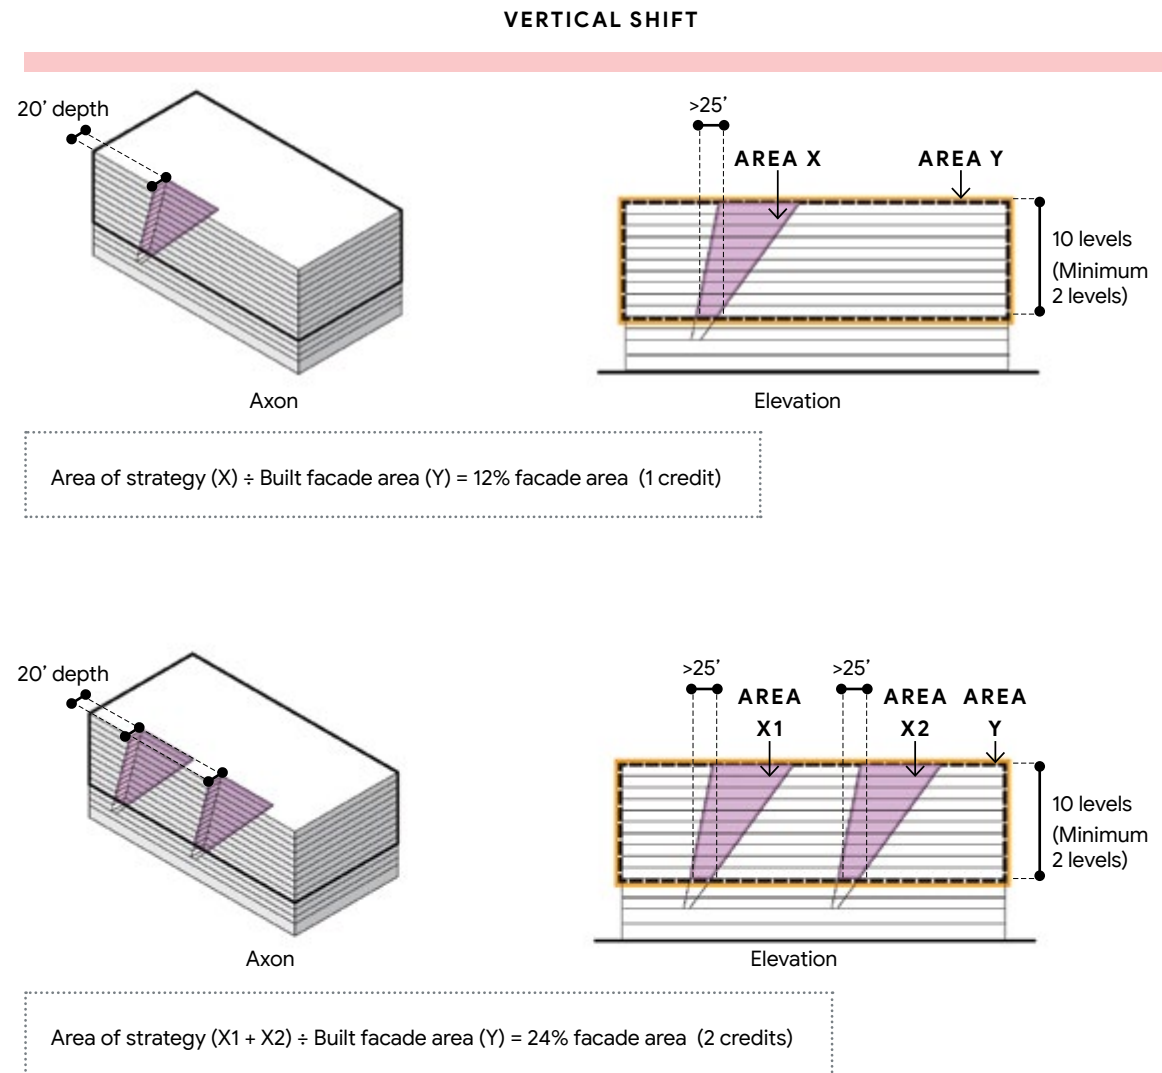 VERTICAL SHIFT
20’ depth
>25’
AREA X
AREA Y
10 levels
(Minimum
2 levels)
Axon
Elevation
Area of strategy (X) ÷ Built facade area (Y) = 12% facade area (1 credit)
20’ depth
>25’
>25’
AREA
X1
AREA
X2
AREA
Y
10 levels
(Minimum
2 levels)
Axon
Elevation
Area of strategy (X1 + X2) ÷ Built facade area (Y) = 24% facade area (2 credits)